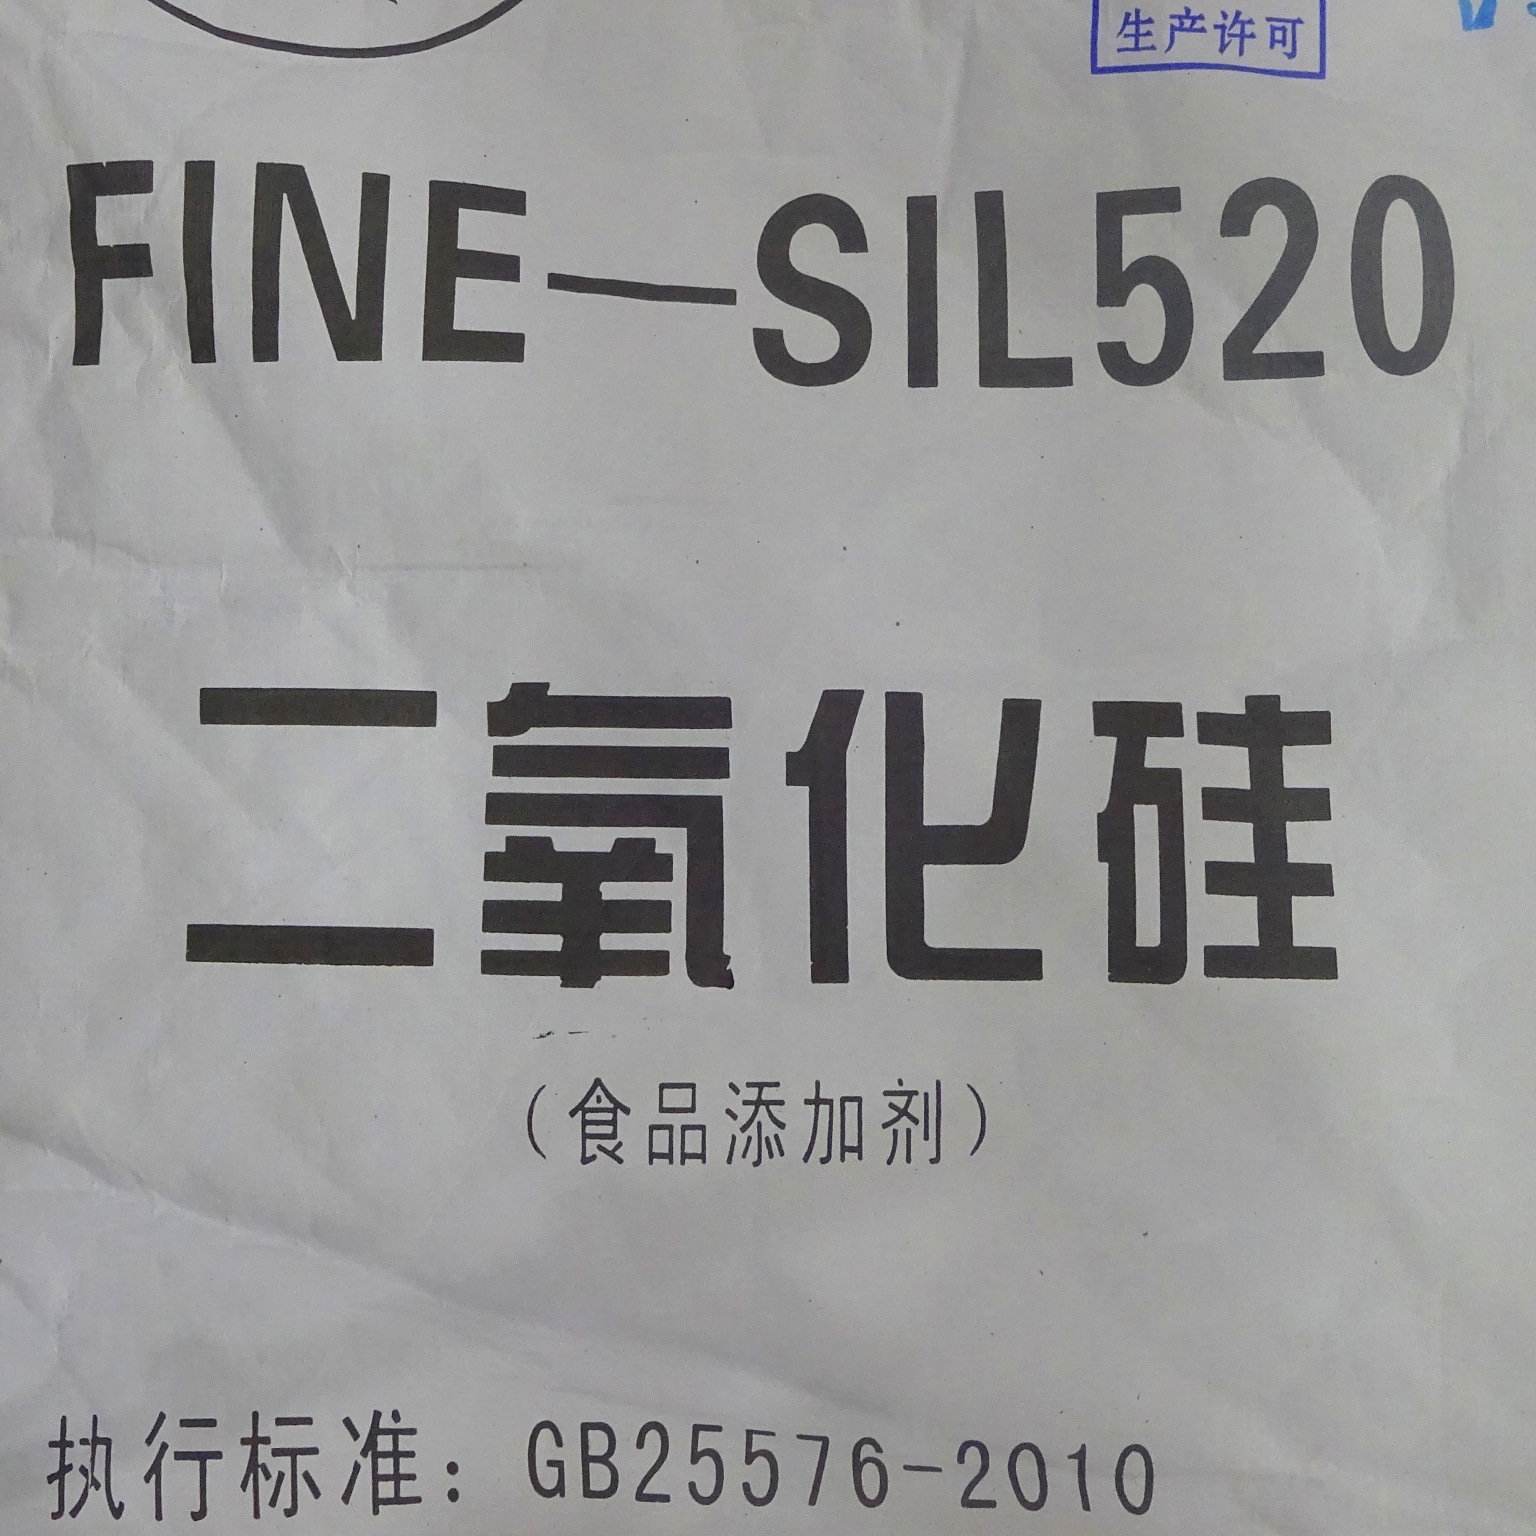 生产许可
FINE—SIL520
二氧化硅
（食品添加剂）
执行标准：GB25576-2010